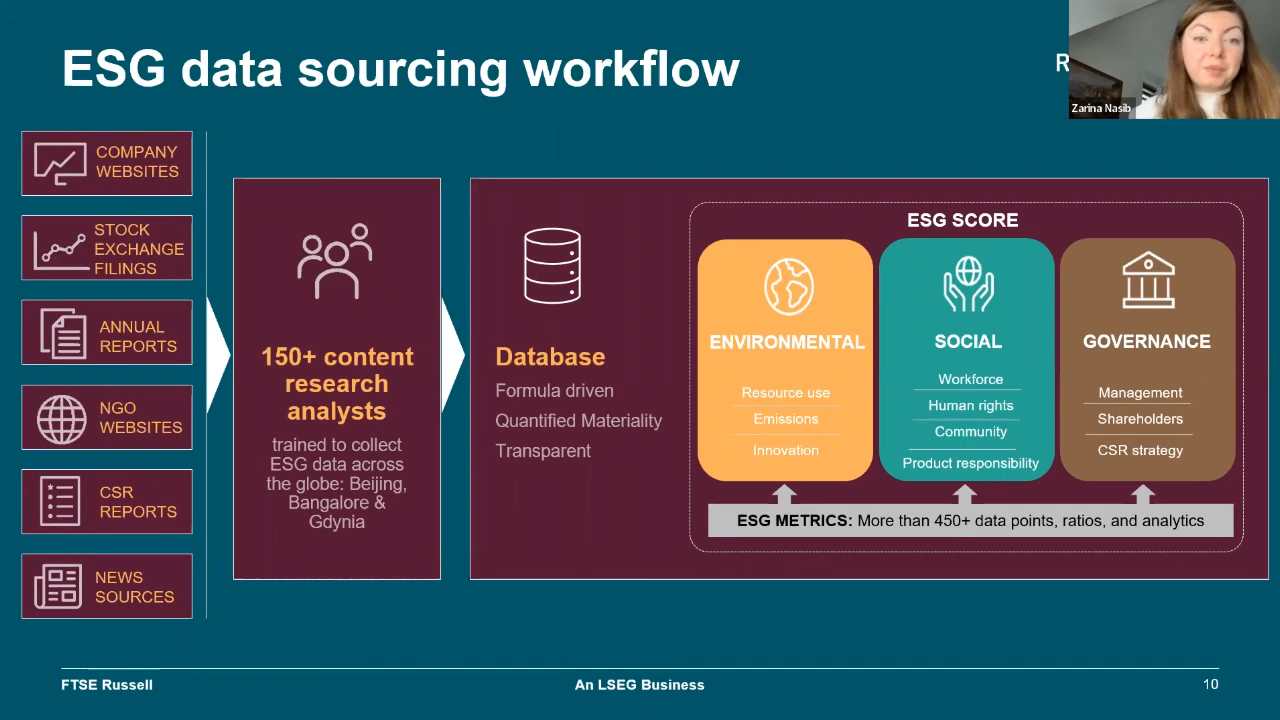 ESG data sourcing workflow
R
Zarina Nasib
COMPANY
WEBSITES
STOCK
EXCHANGE
FILINGS
ANNUAL
REPORTS
NGO
WEBSITES
CSR
REPORTS
NEWS
SOURCES
150+ content
research
analysts
trained to collect
ESG data across
the globe: Beijing,
Bangalore &
Gdynia
Database
Formula driven
Quantified Materiality
Transparent
ESG SCORE
ENVIRONMENTAL
Resource use
Emissions
Innovation
SOCIAL
Workforce
Human rights
Community
Product responsibility
GOVERNANCE
Management
Shareholders
CSR strategy
ESG METRICS: More than 450+ data points, ratios, and analytics
FTSE Russell
An LSEG Business
10